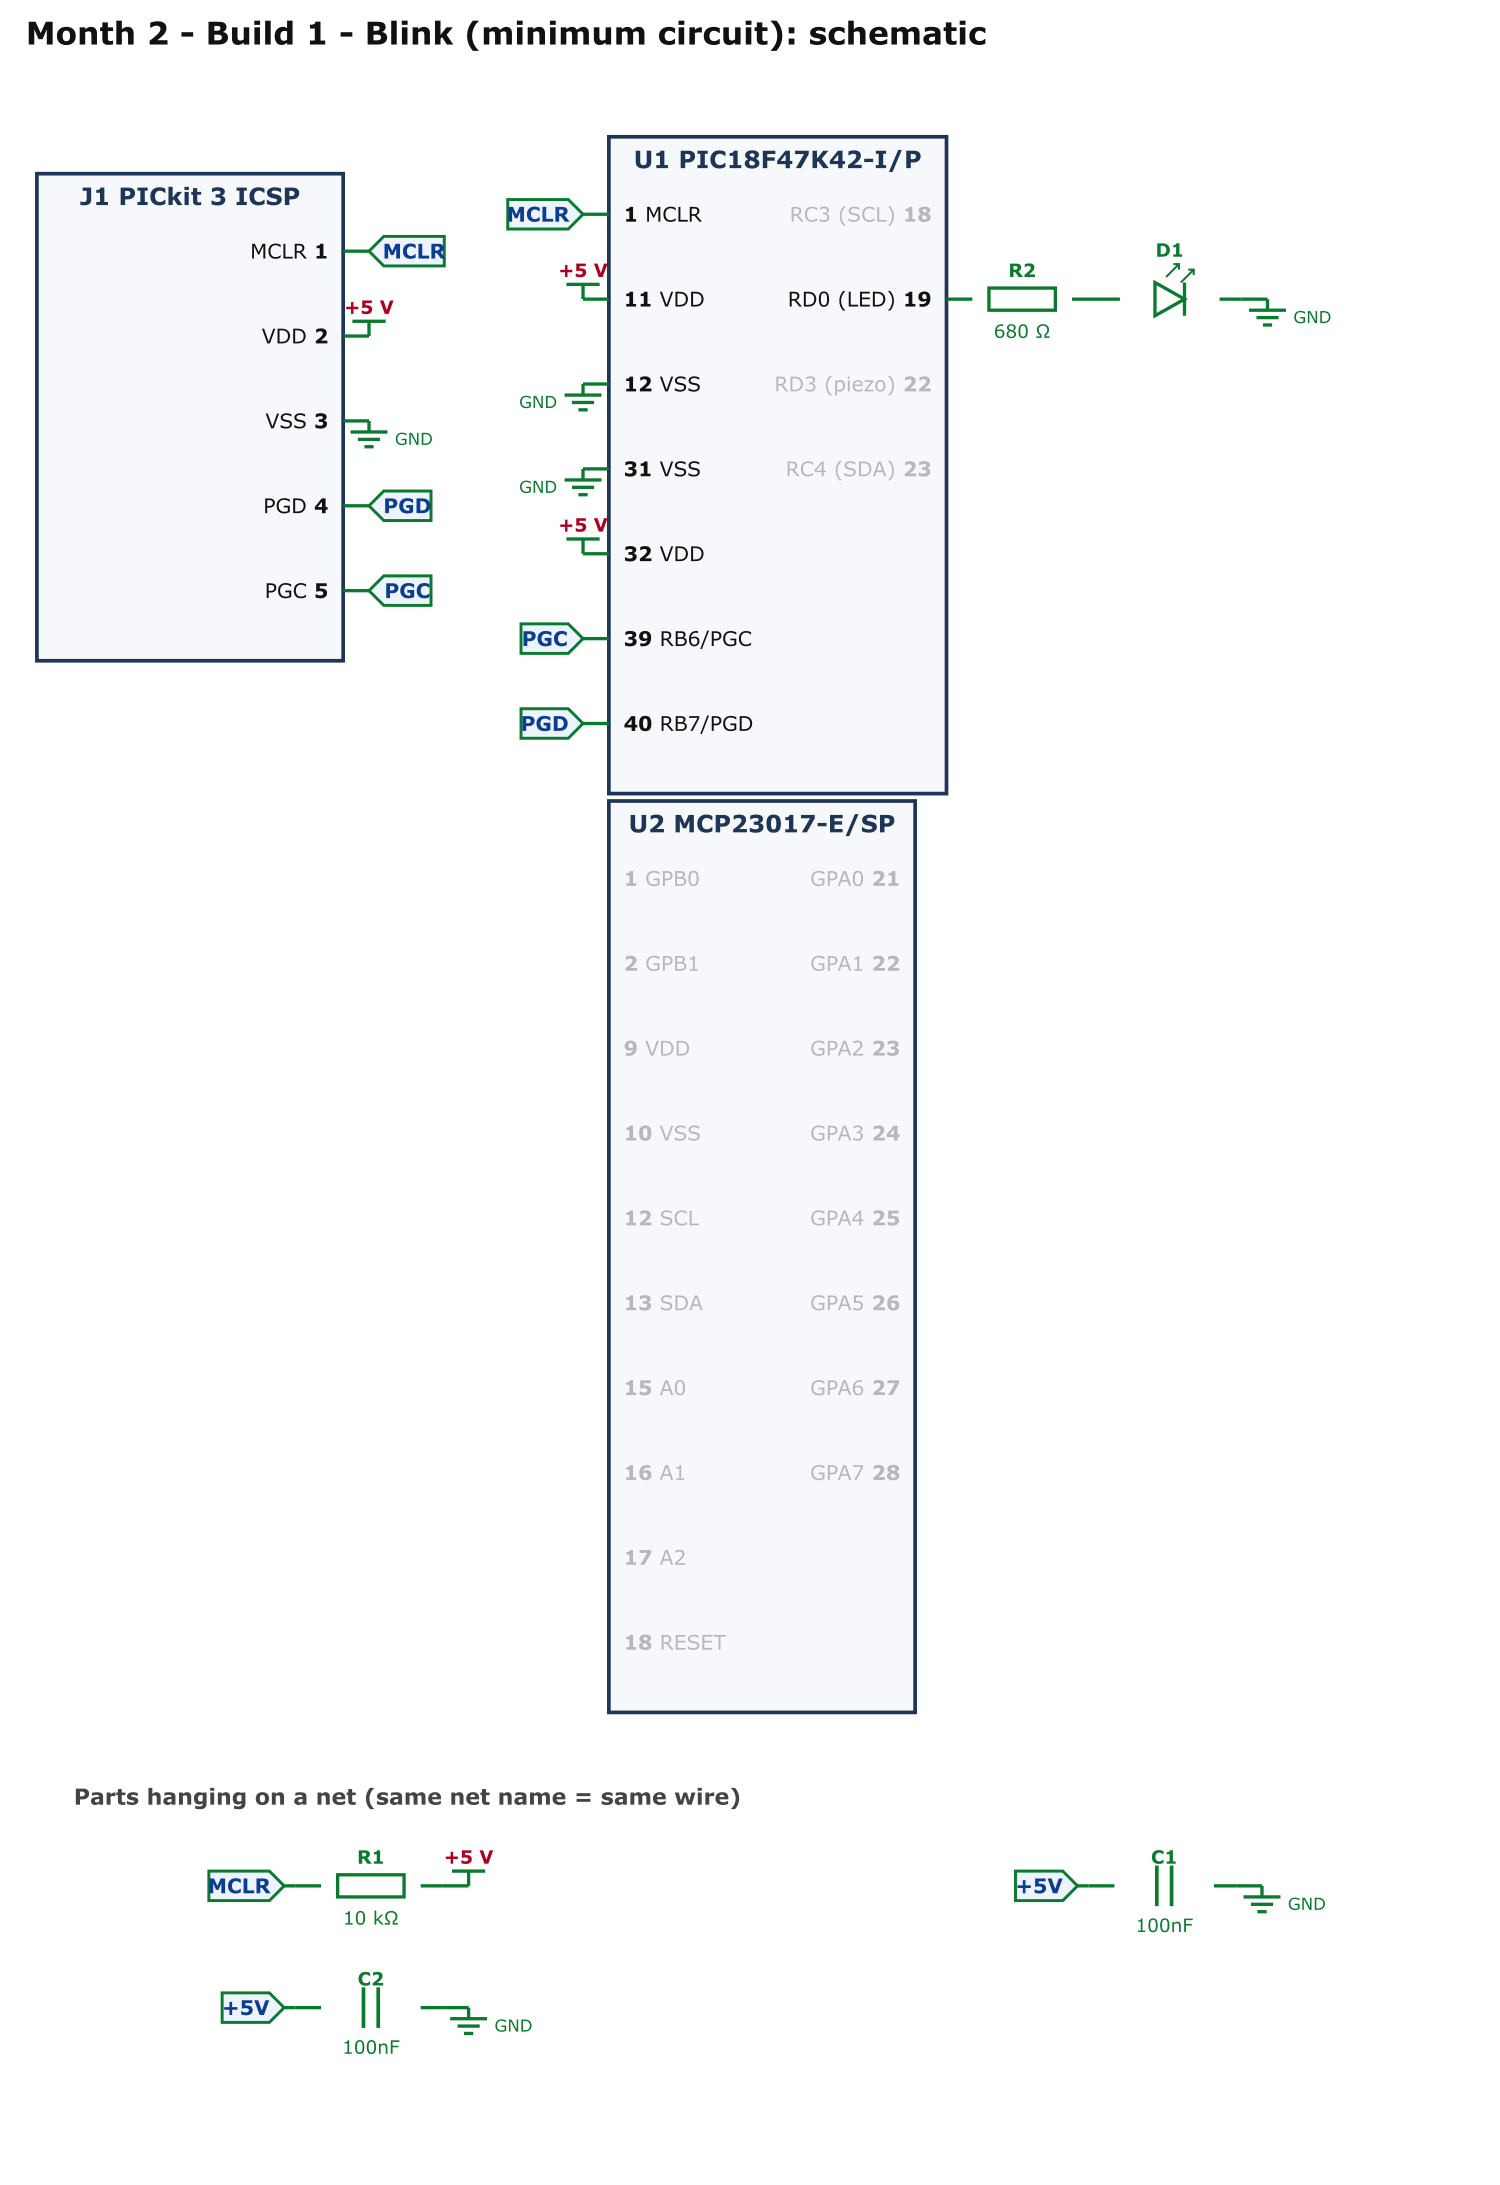 Month 2 - Build 1 - Blink (minimum circuit): schematic
J1 PICkit 3 ICSP
MCLR 1
MCLR
VDD 2
+5 V
VSS 3
GND
PGD 4
PGD
PGC 5
PGC
U1 PIC18F47K42-I/P
MCLR
1 MCLR
RC3 (SCL) 18
+5 V
11 VDD
RD0 (LED) 19
R2
680 Ω
D1
GND
GND
12 VSS
RD3 (piezo) 22
GND
31 VSS
RC4 (SDA) 23
+5 V
32 VDD
PGC
39 RB6/PGC
PGD
40 RB7/PGD
U2 MCP23017-E/SP
1 GPB0
GPA0 21
2 GPB1
GPA1 22
9 VDD
GPA2 23
10 VSS
GPA3 24
12 SCL
GPA4 25
13 SDA
GPA5 26
15 A0
GPA6 27
16 A1
GPA7 28
17 A2
18 RESET
Parts hanging on a net (same net name = same wire)
MCLR
R1
10 kΩ
+5 V
+5V
C1
100nF
GND
+5V
C2
100nF
GND